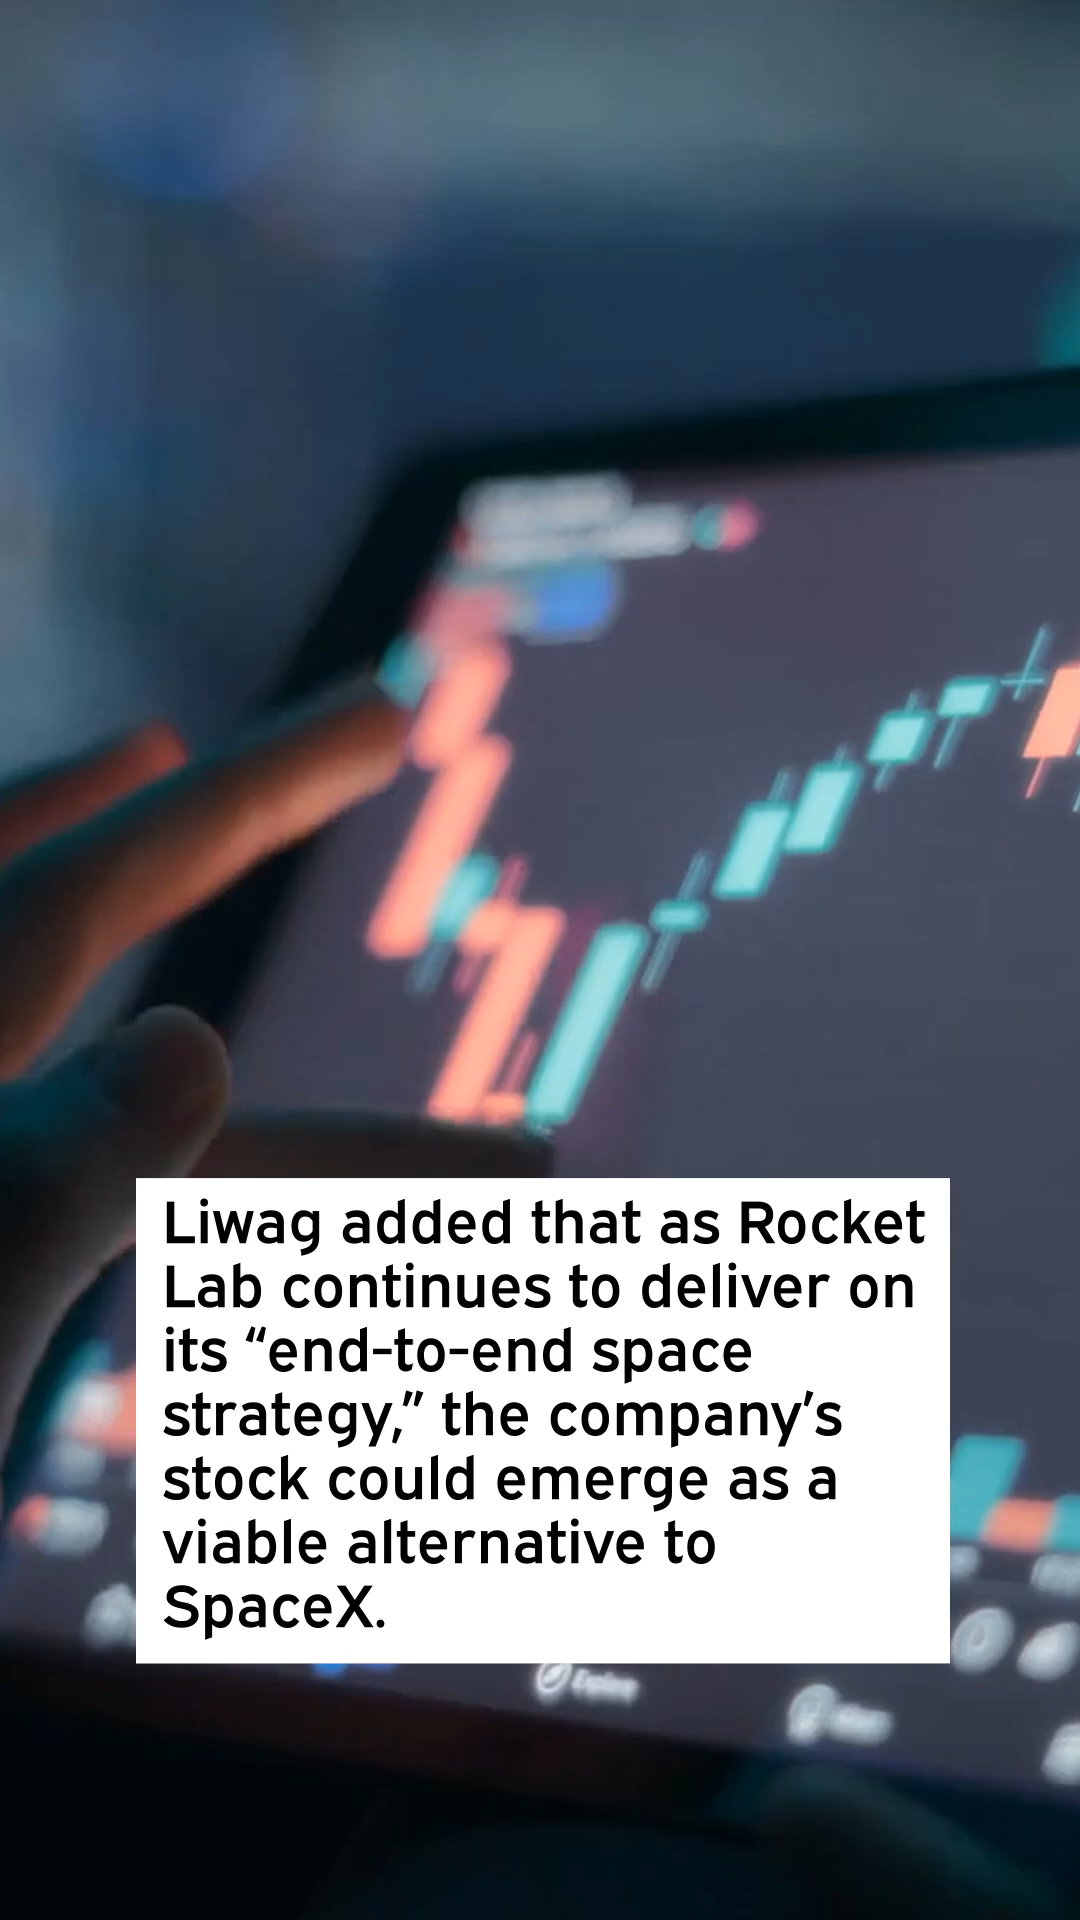 Liwag added that as Rocket
Lab continues to deliver on
its “end-to-end space
strategy,” the company’s
stock could emerge as a
viable alternative to
SpaceX.
Explore